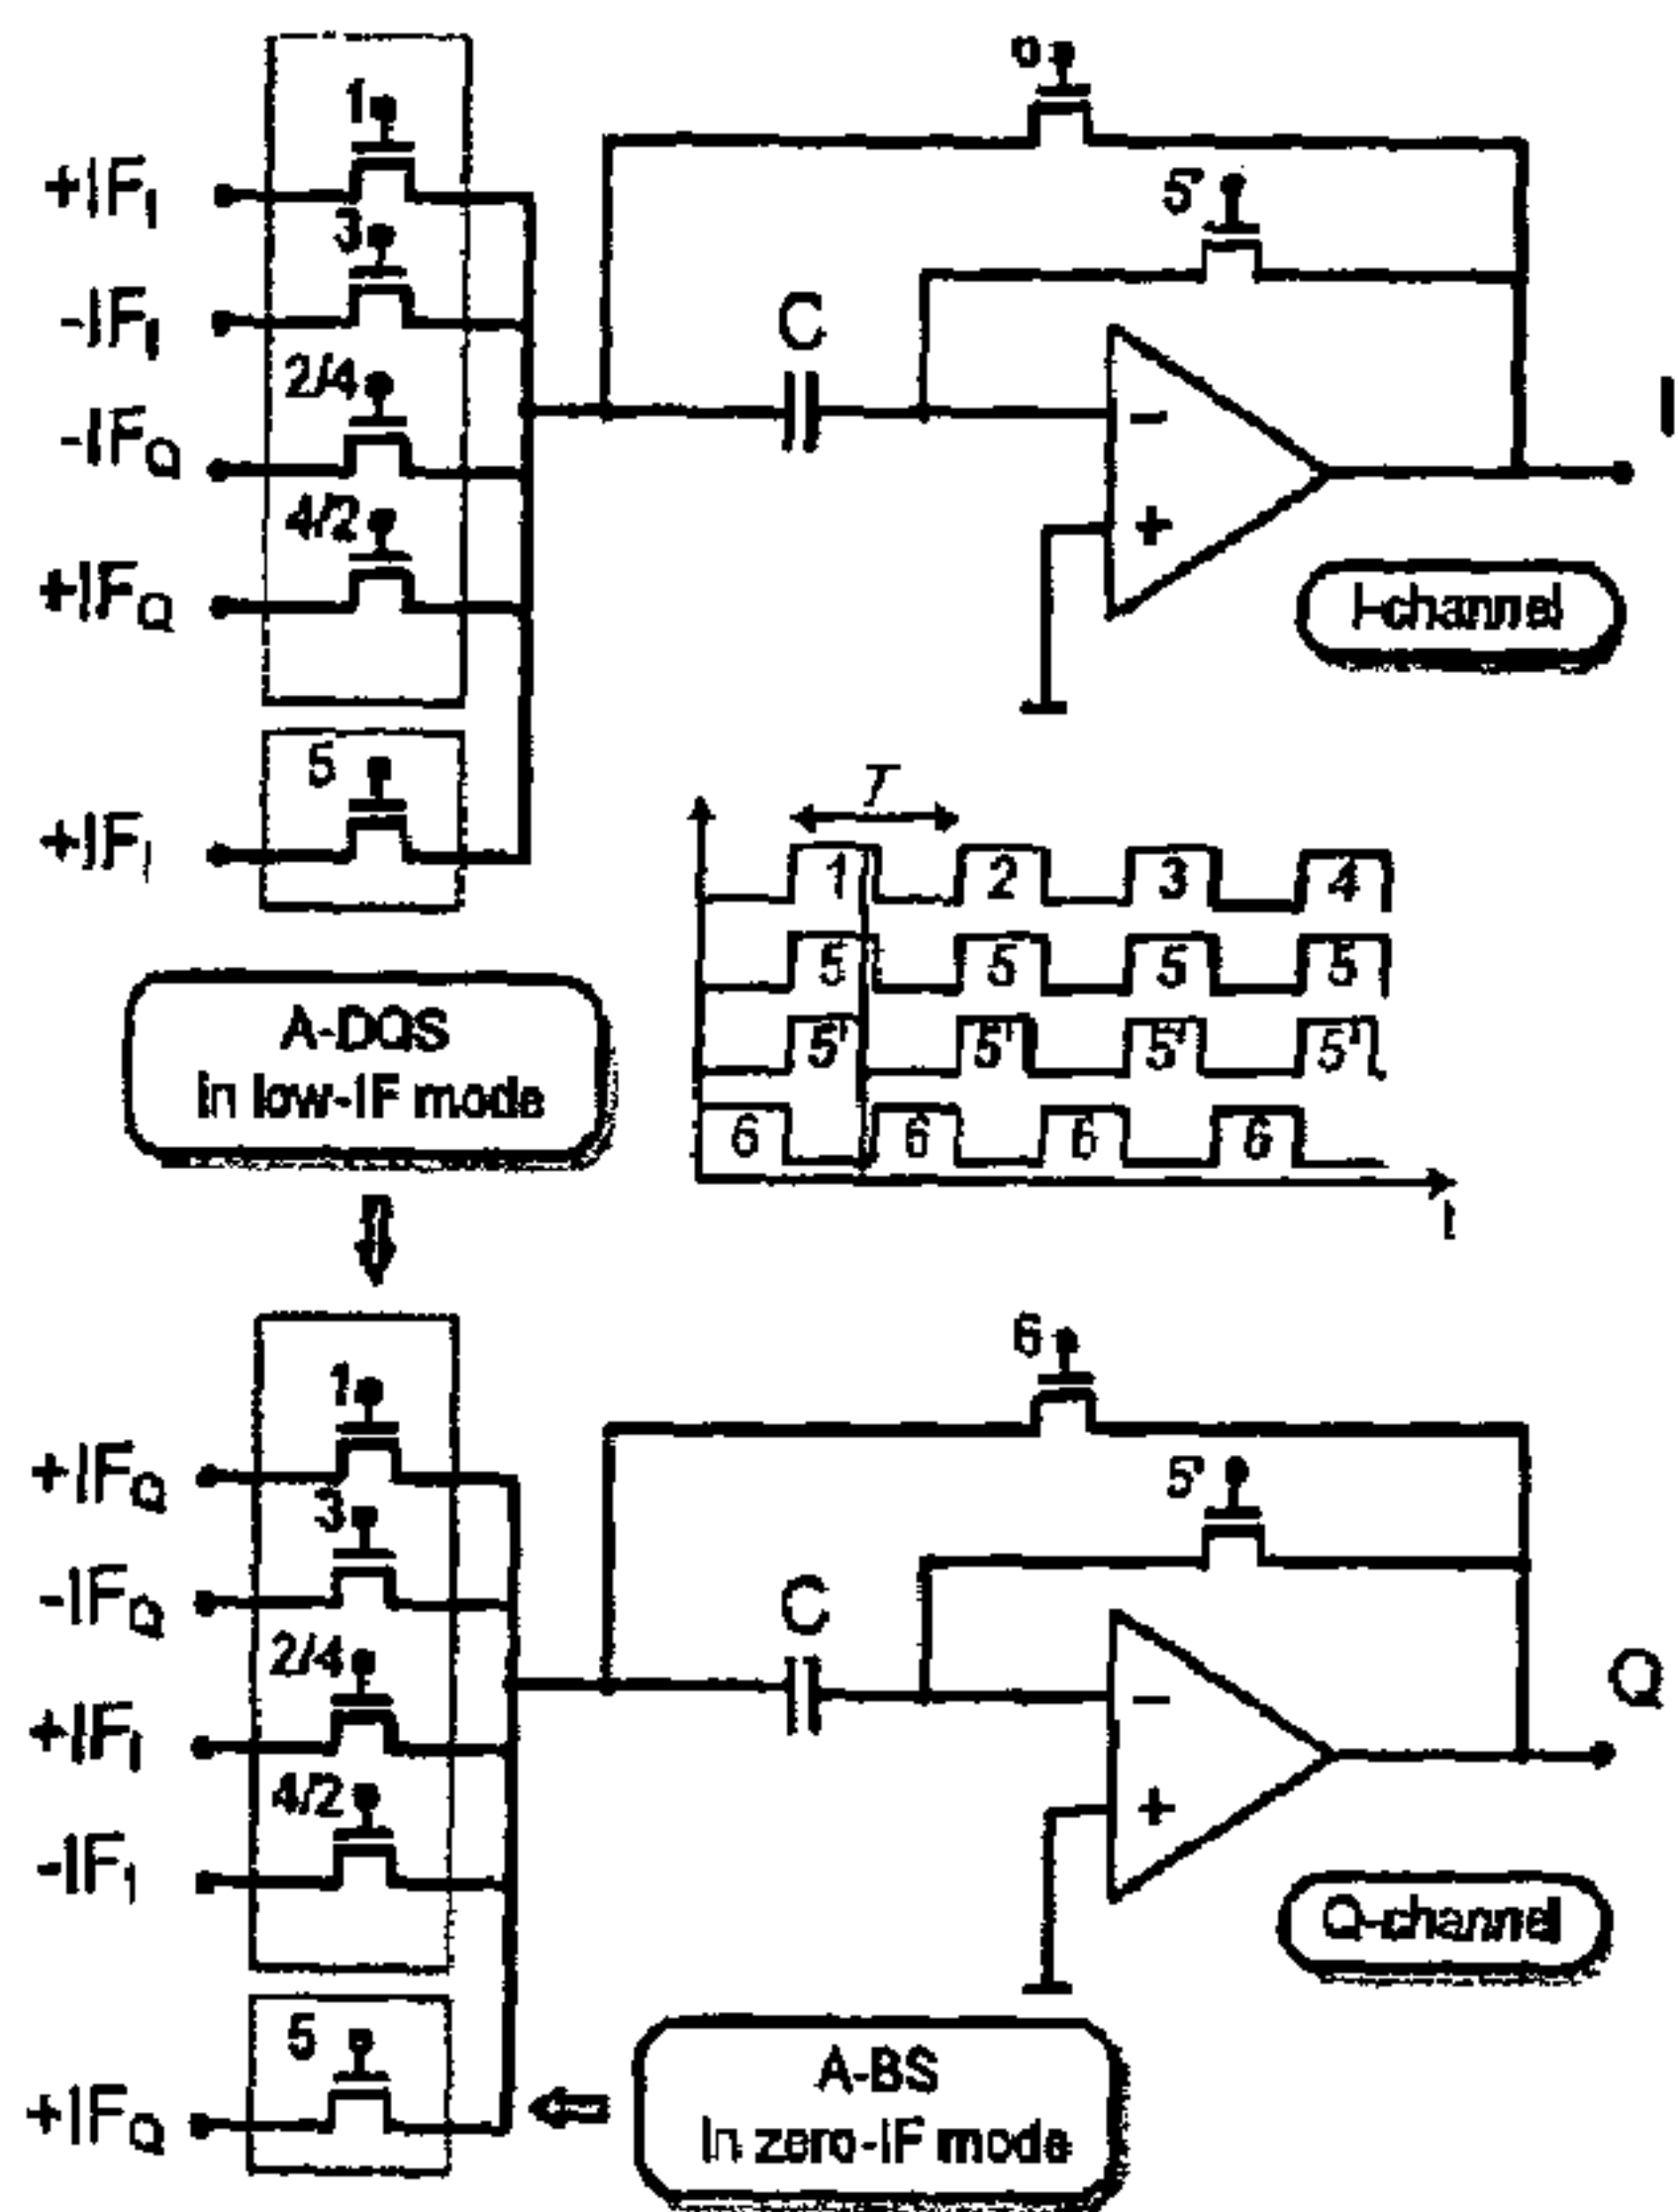 1
+IF_I
3
-IF_I
2/4
-IF_Q
4/2
+IF_Q
5
+IF_I
5'
C
-
+
I
I-channel
A-DQS
In low-IF mode
T
1 2 3 4
5 5 5 5
5' 5' 5' 5'
6 6 6 6
t
1
+IF_Q
3
-IF_Q
2/4
+IF_I
4/2
-IF_I
5
+IF_Q
6
5'
C
-
+
Q
Q-channel
A-BS
In zero-IF mode